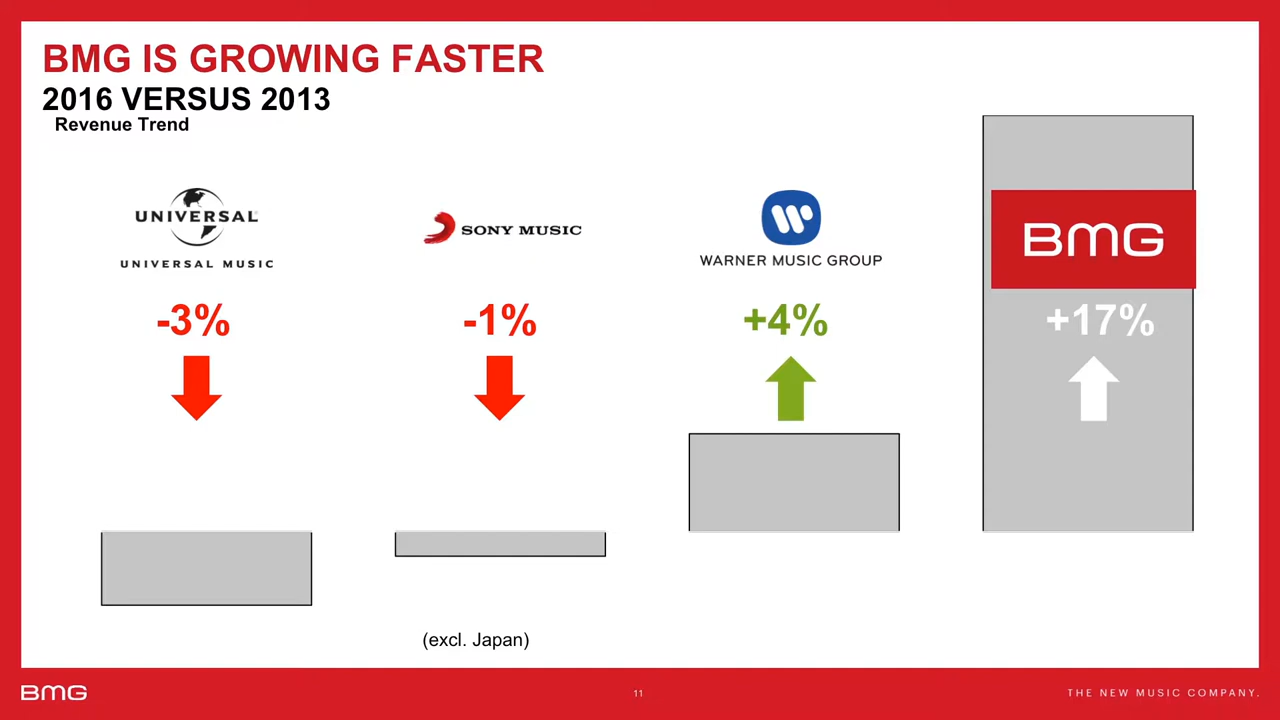 BMG IS GROWING FASTER
2016 VERSUS 2013
Revenue Trend
UNIVERSAL
UNIVERSAL MUSIC
SONY MUSIC
WARNER MUSIC GROUP
BMG
-3%
-1%
+4%
+17%
(excl. Japan)
BMG
11
THE NEW MUSIC COMPANY.